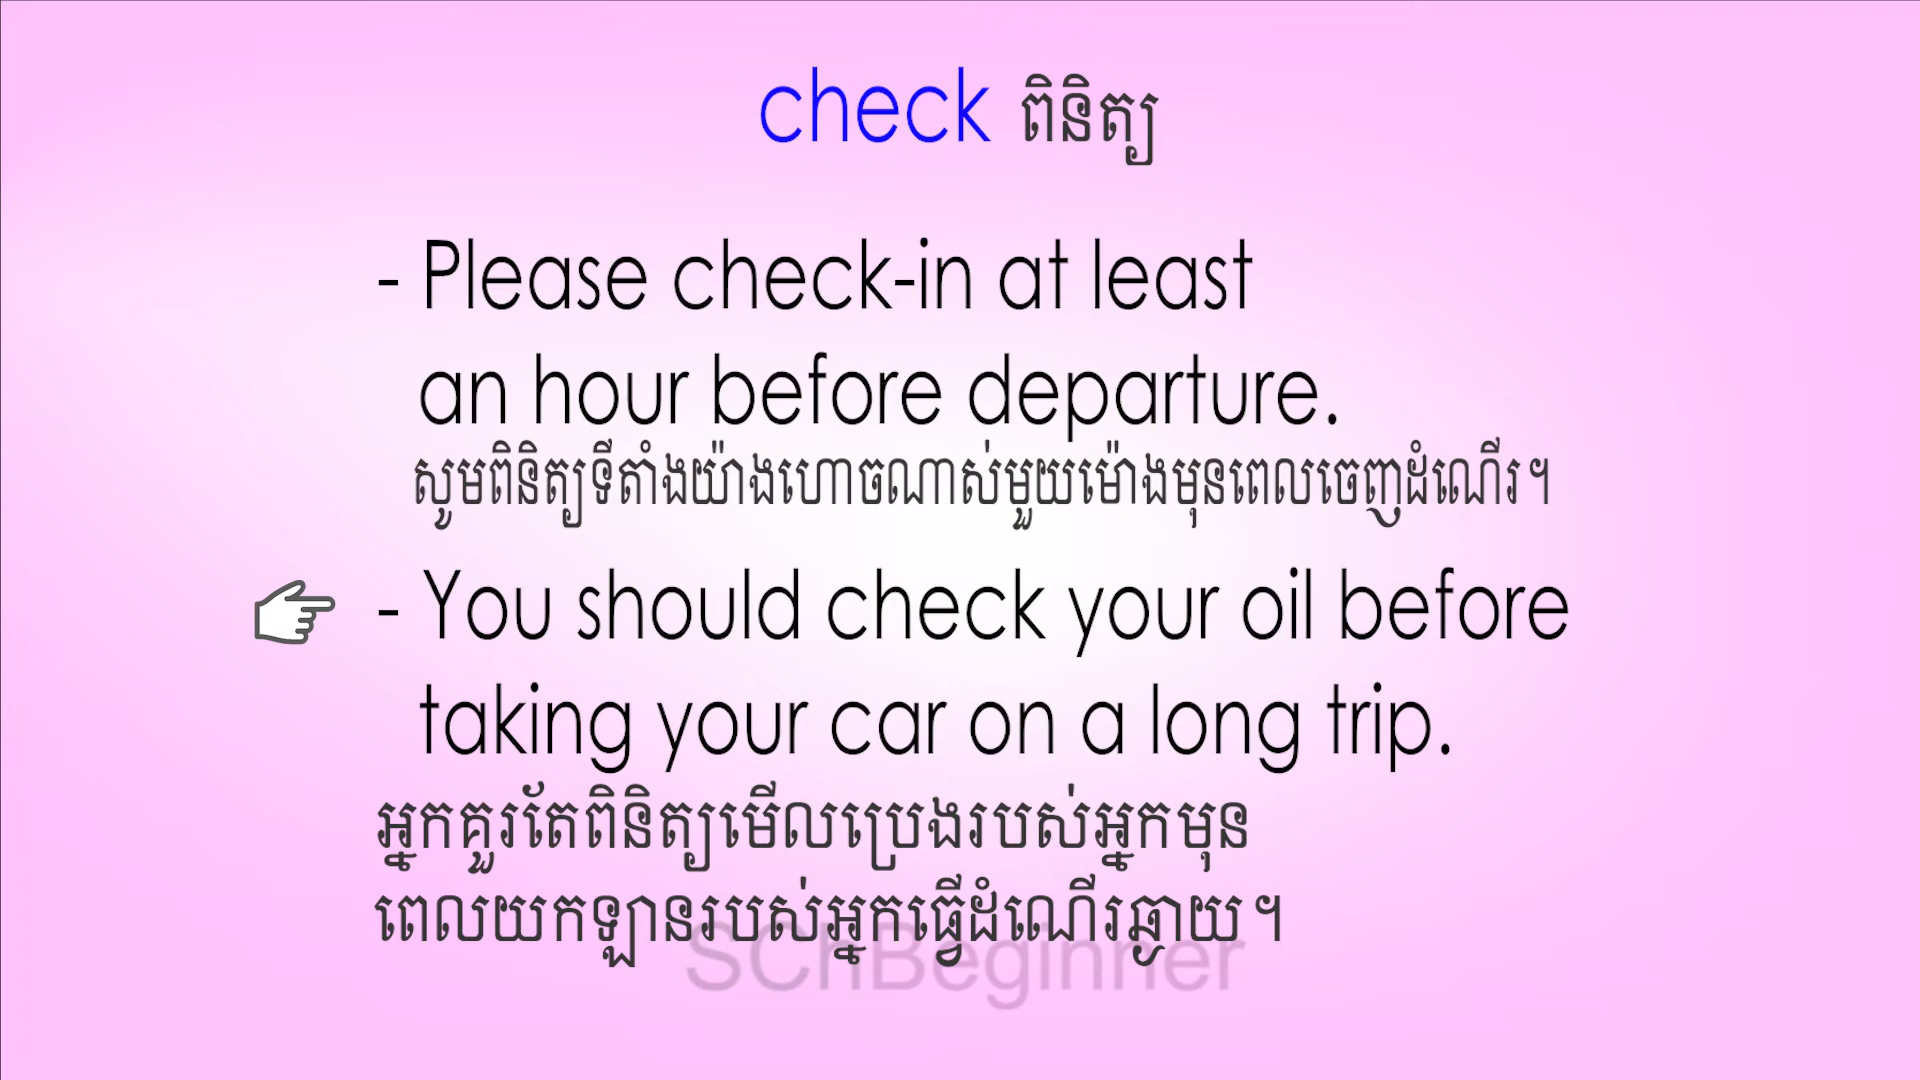 check ពិនិត្យ
- Please check-in at least
an hour before departure.
សូមពិនិត្យទីតាំងយ៉ាងហោចណាស់មួយម៉ោងមុនពេលចេញដំណើរ។
- You should check your oil before
taking your car on a long trip.
អ្នកគួរតែពិនិត្យមើលប្រេងរបស់អ្នកមុន
ពេលយកឡានរបស់អ្នកធ្វើដំណើរឆ្ងាយ។
SChBeginner